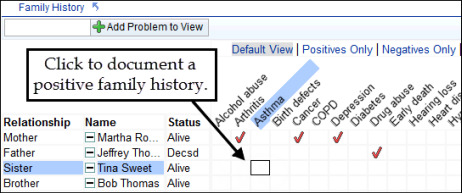 Family History
Add Problem to View
Default View | Positives Only | Negatives Only |
Click to document a
positive family history.
Alcohol abuse
Arthritis
Asthma
Birth defects
Cancer
COPD
Depression
Diabetes
Drug abuse
Early death
Hearing loss
Heart dis
Relationship Name Status
Mother Martha Ro... Alive
Father Jeffrey Tho... Decsd
Sister Tina Sweet Alive
Brother Bob Thomas Alive